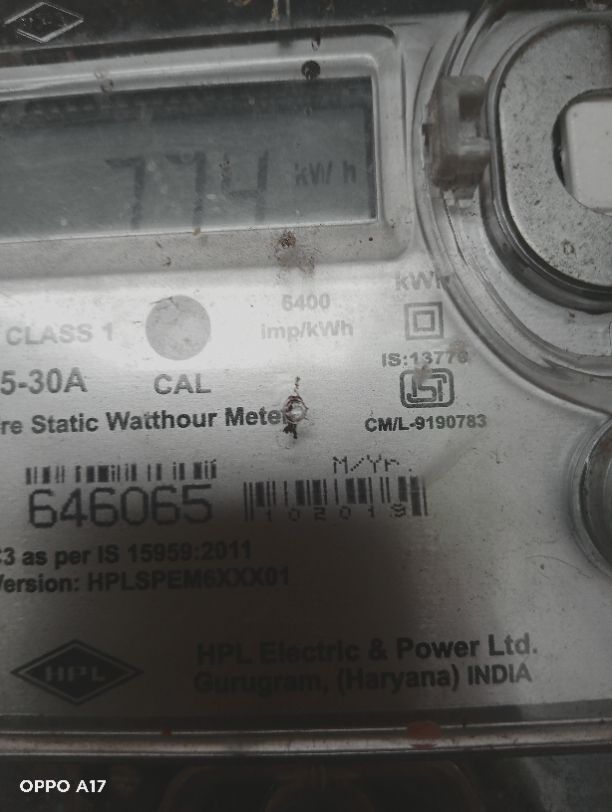 774 kW h
kWh
CLASS 1
6400
imp/kWh
IS:13779
5-30A
CAL
re Static Watthour Meter
CM/L-9190783
M/Yr.
646065
102019
C3 as per IS 15959:2011
Version: HPLSPEM6XXX01
HPL
HPL Electric & Power Ltd.
Gurugram, (Haryana) INDIA
OPPO A17